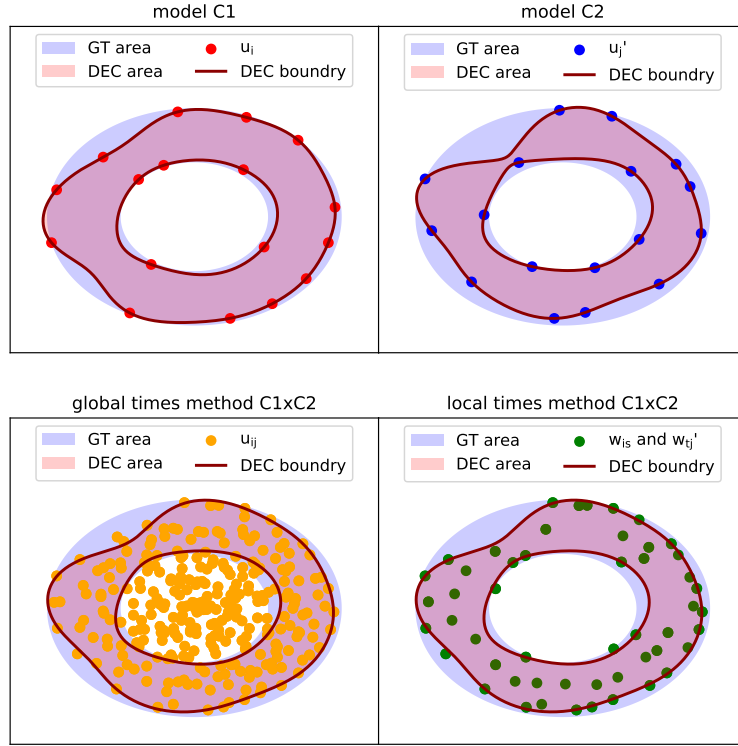 model C1
GT area
DEC area
u_i
DEC boundry
model C2
GT area
DEC area
u_j'
DEC boundry
global times method C1xC2
GT area
DEC area
u_ij
DEC boundry
local times method C1xC2
GT area
DEC area
w_is and w_tj'
DEC boundry